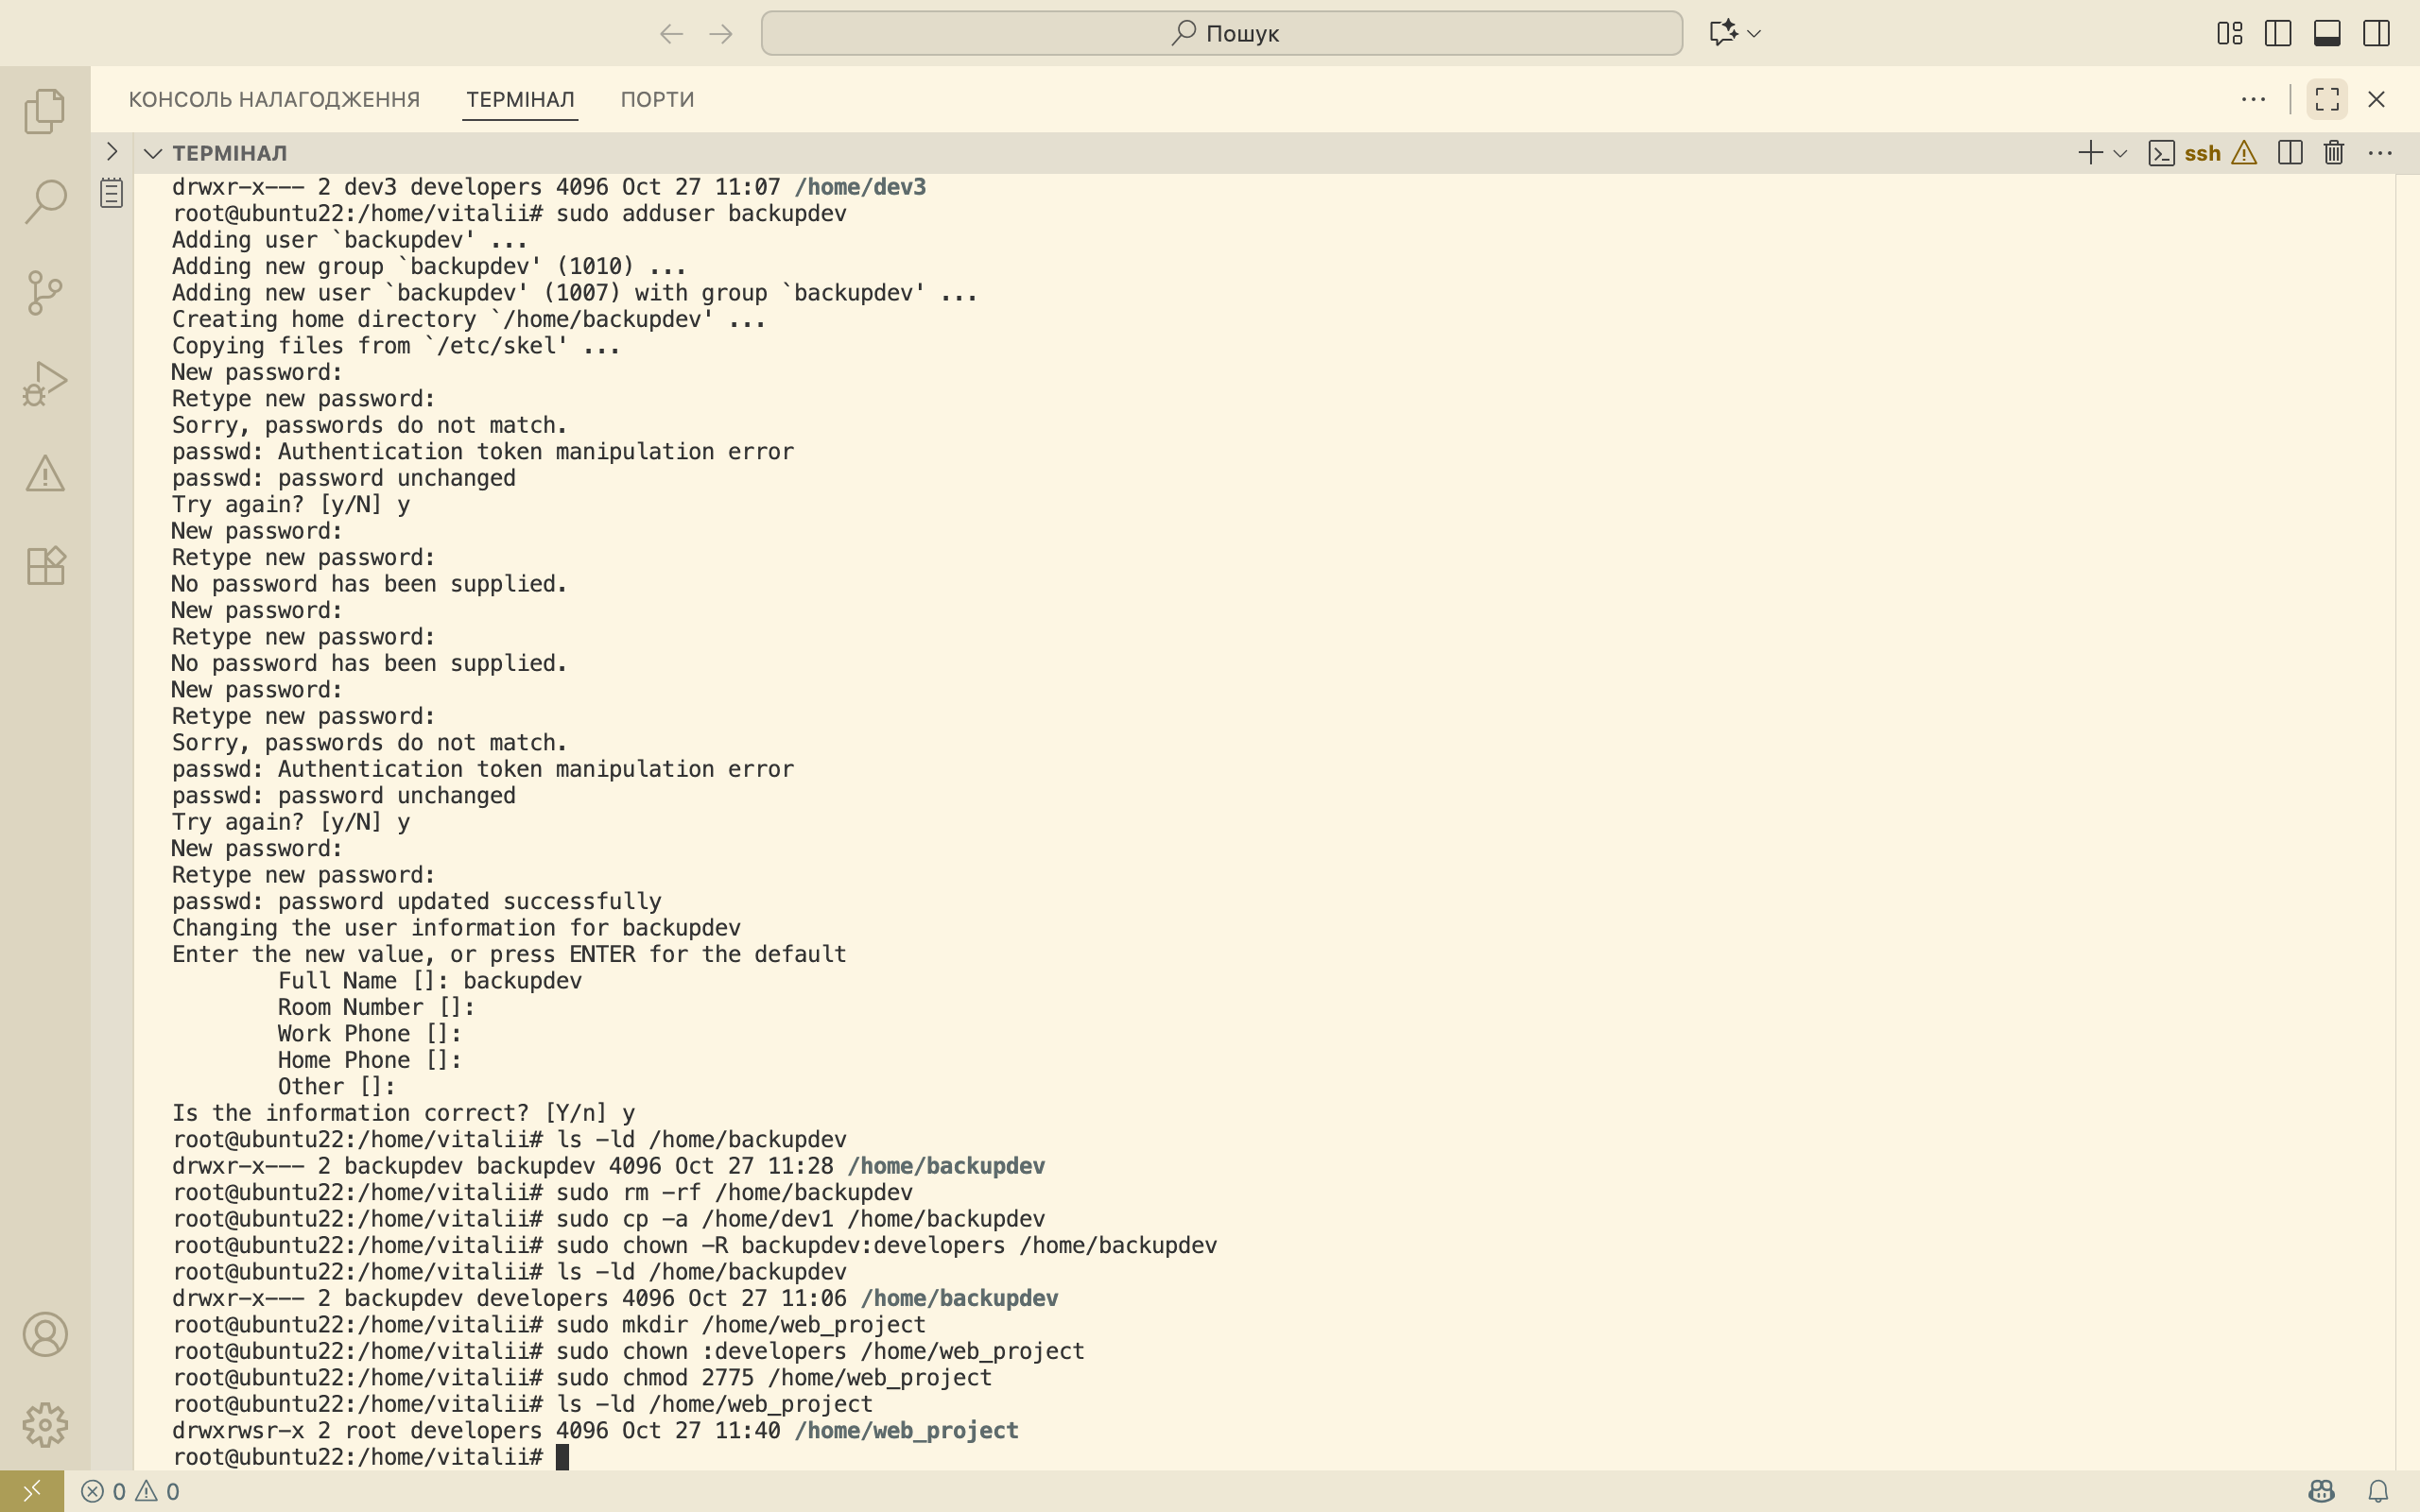 Пошук
КОНСОЛЬ НАЛАГОДЖЕННЯ ТЕРМІНАЛ ПОРТИ
ТЕРМІНАЛ ssh
drwxr-x--- 2 dev3 developers 4096 Oct 27 11:07 /home/dev3
root@ubuntu22:/home/vitalii# sudo adduser backupdev
Adding user `backupdev' ...
Adding new group `backupdev' (1010) ...
Adding new user `backupdev' (1007) with group `backupdev' ...
Creating home directory `/home/backupdev' ...
Copying files from `/etc/skel' ...
New password:
Retype new password:
Sorry, passwords do not match.
passwd: Authentication token manipulation error
passwd: password unchanged
Try again? [y/N] y
New password:
Retype new password:
No password has been supplied.
New password:
Retype new password:
No password has been supplied.
New password:
Retype new password:
Sorry, passwords do not match.
passwd: Authentication token manipulation error
passwd: password unchanged
Try again? [y/N] y
New password:
Retype new password:
passwd: password updated successfully
Changing the user information for backupdev
Enter the new value, or press ENTER for the default
Full Name []: backupdev
Room Number []:
Work Phone []:
Home Phone []:
Other []:
Is the information correct? [Y/n] y
root@ubuntu22:/home/vitalii# ls -ld /home/backupdev
drwxr-x--- 2 backupdev backupdev 4096 Oct 27 11:28 /home/backupdev
root@ubuntu22:/home/vitalii# sudo rm -rf /home/backupdev
root@ubuntu22:/home/vitalii# sudo cp -a /home/dev1 /home/backupdev
root@ubuntu22:/home/vitalii# sudo chown -R backupdev:developers /home/backupdev
root@ubuntu22:/home/vitalii# ls -ld /home/backupdev
drwxr-x--- 2 backupdev developers 4096 Oct 27 11:06 /home/backupdev
root@ubuntu22:/home/vitalii# sudo mkdir /home/web_project
root@ubuntu22:/home/vitalii# sudo chown :developers /home/web_project
root@ubuntu22:/home/vitalii# sudo chmod 2775 /home/web_project
root@ubuntu22:/home/vitalii# ls -ld /home/web_project
drwxrwsr-x 2 root developers 4096 Oct 27 11:40 /home/web_project
root@ubuntu22:/home/vitalii#
0 0